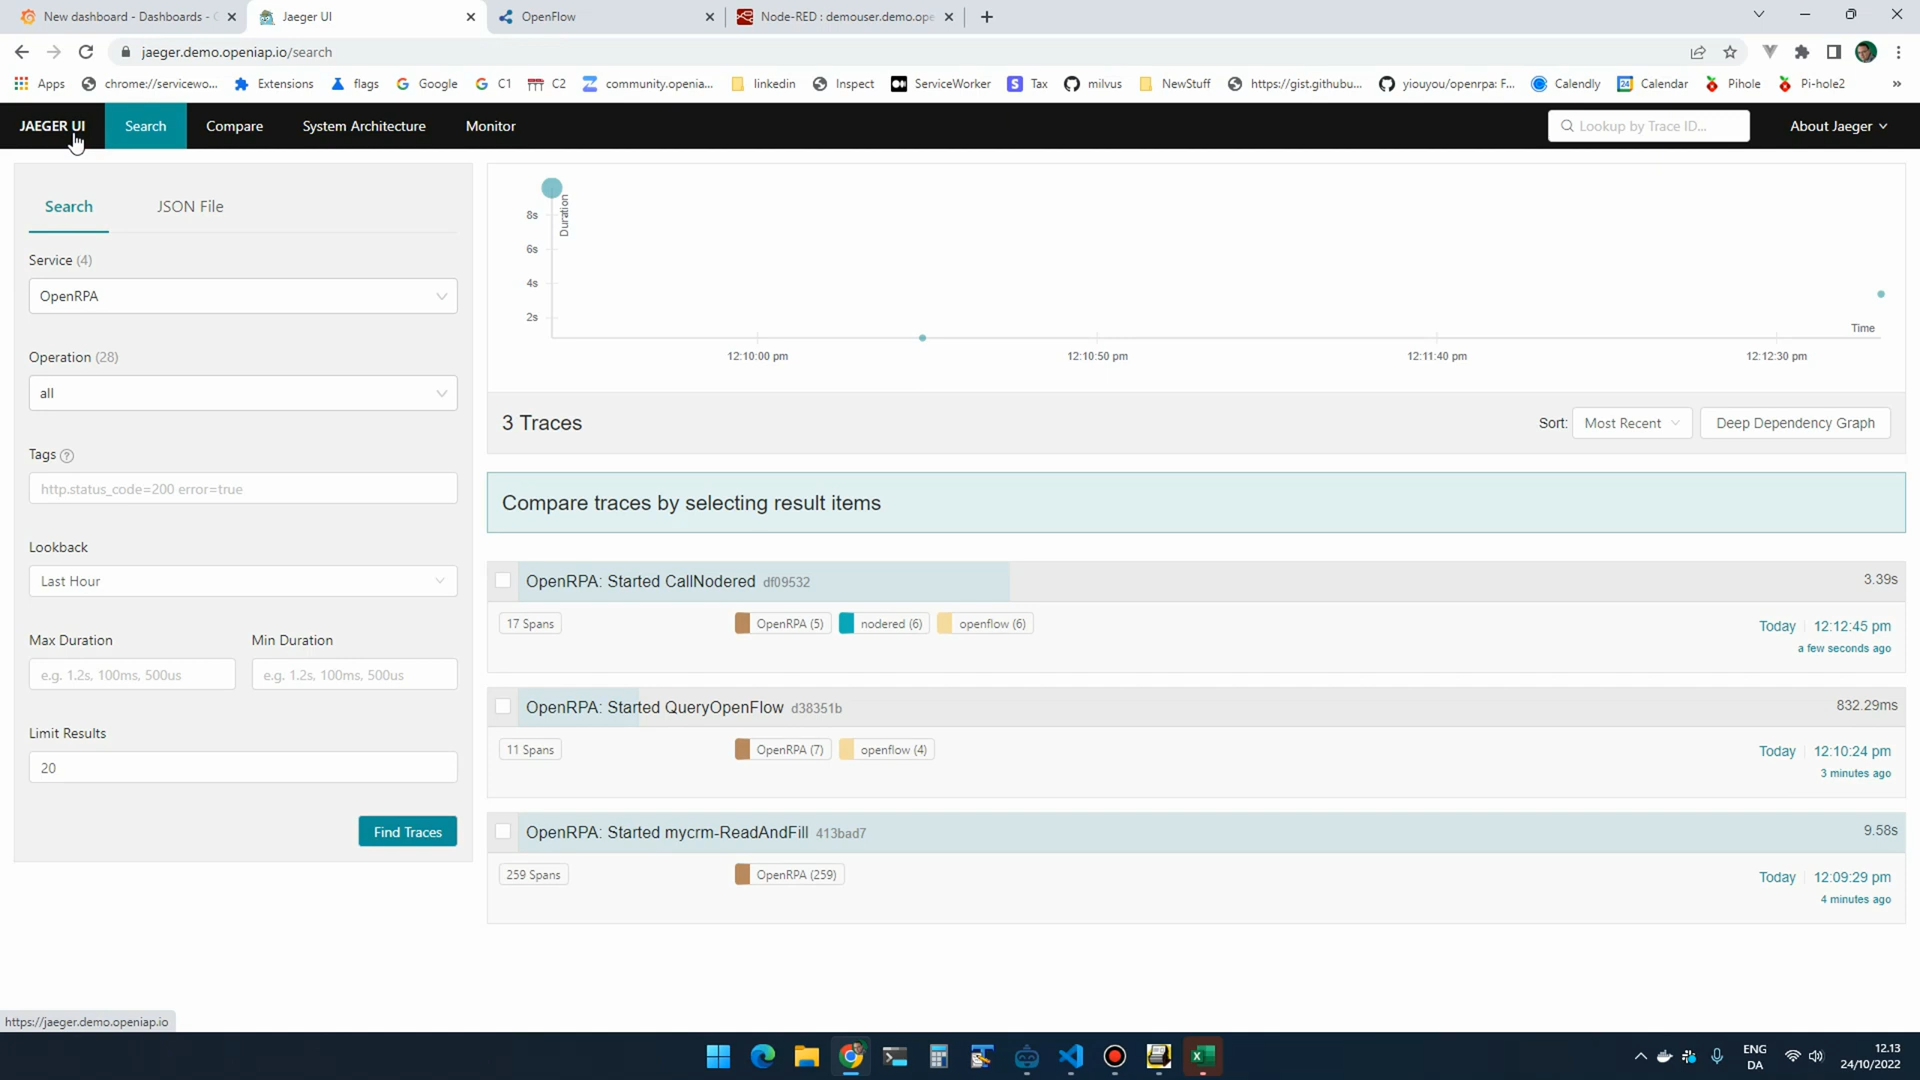 New dashboard - Dashboards -
Jaeger UI
OpenFlow
Node-RED : demouser.demo.ope
jaeger.demo.openiap.io/search
Apps
chrome://servicewo...
Extensions
flags
Google
C1
C2
community.openia...
linkedin
Inspect
ServiceWorker
Tax
milvus
NewStuff
https://gist.githubu...
yiouyou/openrpa: F...
Calendly
Calendar
Pihole
Pi-hole2
»
JAEGER UI
Search
Compare
System Architecture
Monitor
Lookup by Trace ID...
About Jaeger
Search
JSON File
Service (4)
OpenRPA
Operation (28)
all
Tags ?
http.status_code=200 error=true
Lookback
Last Hour
Max Duration
Min Duration
e.g. 1.2s, 100ms, 500us
e.g. 1.2s, 100ms, 500us
Limit Results
20
Find Traces
Duration
8s
6s
4s
2s
Time
12:10:00 pm
12:10:50 pm
12:11:40 pm
12:12:30 pm
3 Traces
Sort: Most Recent
Deep Dependency Graph
Compare traces by selecting result items
OpenRPA: Started CallNodered df09532
3.39s
17 Spans
OpenRPA (5)
nodered (6)
openflow (6)
Today 12:12:45 pm
a few seconds ago
OpenRPA: Started QueryOpenFlow d38351b
832.29ms
11 Spans
OpenRPA (7)
openflow (4)
Today 12:10:24 pm
3 minutes ago
OpenRPA: Started mycrm-ReadAndFill 413bad7
9.58s
259 Spans
OpenRPA (259)
Today 12:09:29 pm
4 minutes ago
https://jaeger.demo.openiap.io
ENG
DA
12.13
24/10/2022